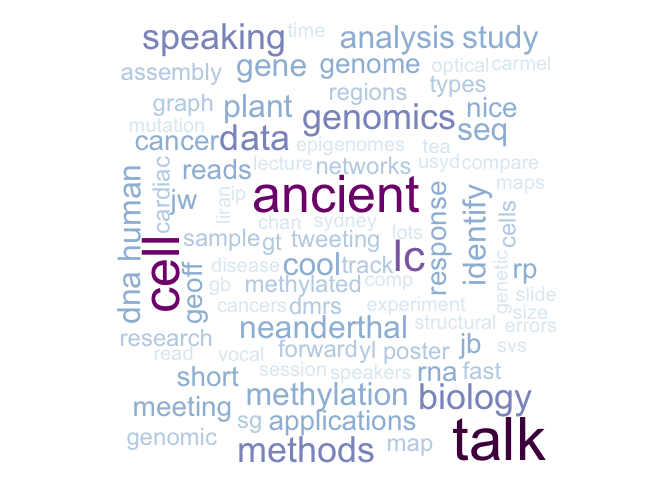 speaking time analysis study
assembly gene genome optical carmel
graph plant regions types
mutation genomics nice
cancer data epigenomes tea seq
reads lecture networks usyd compare
dna human cardiac jw liran ip ancient response identify maps
chan sydney lots cells
cell sample gt tweeting lc
geoff disease cool track rp
gb methylated comp genetic slide
cancers dmrs experiment size
neanderthal structural errors
research forward yl poster jb
read vocal svs
short session speakers rna fast
meeting methylation biology
sg applications
genomic methods map talk